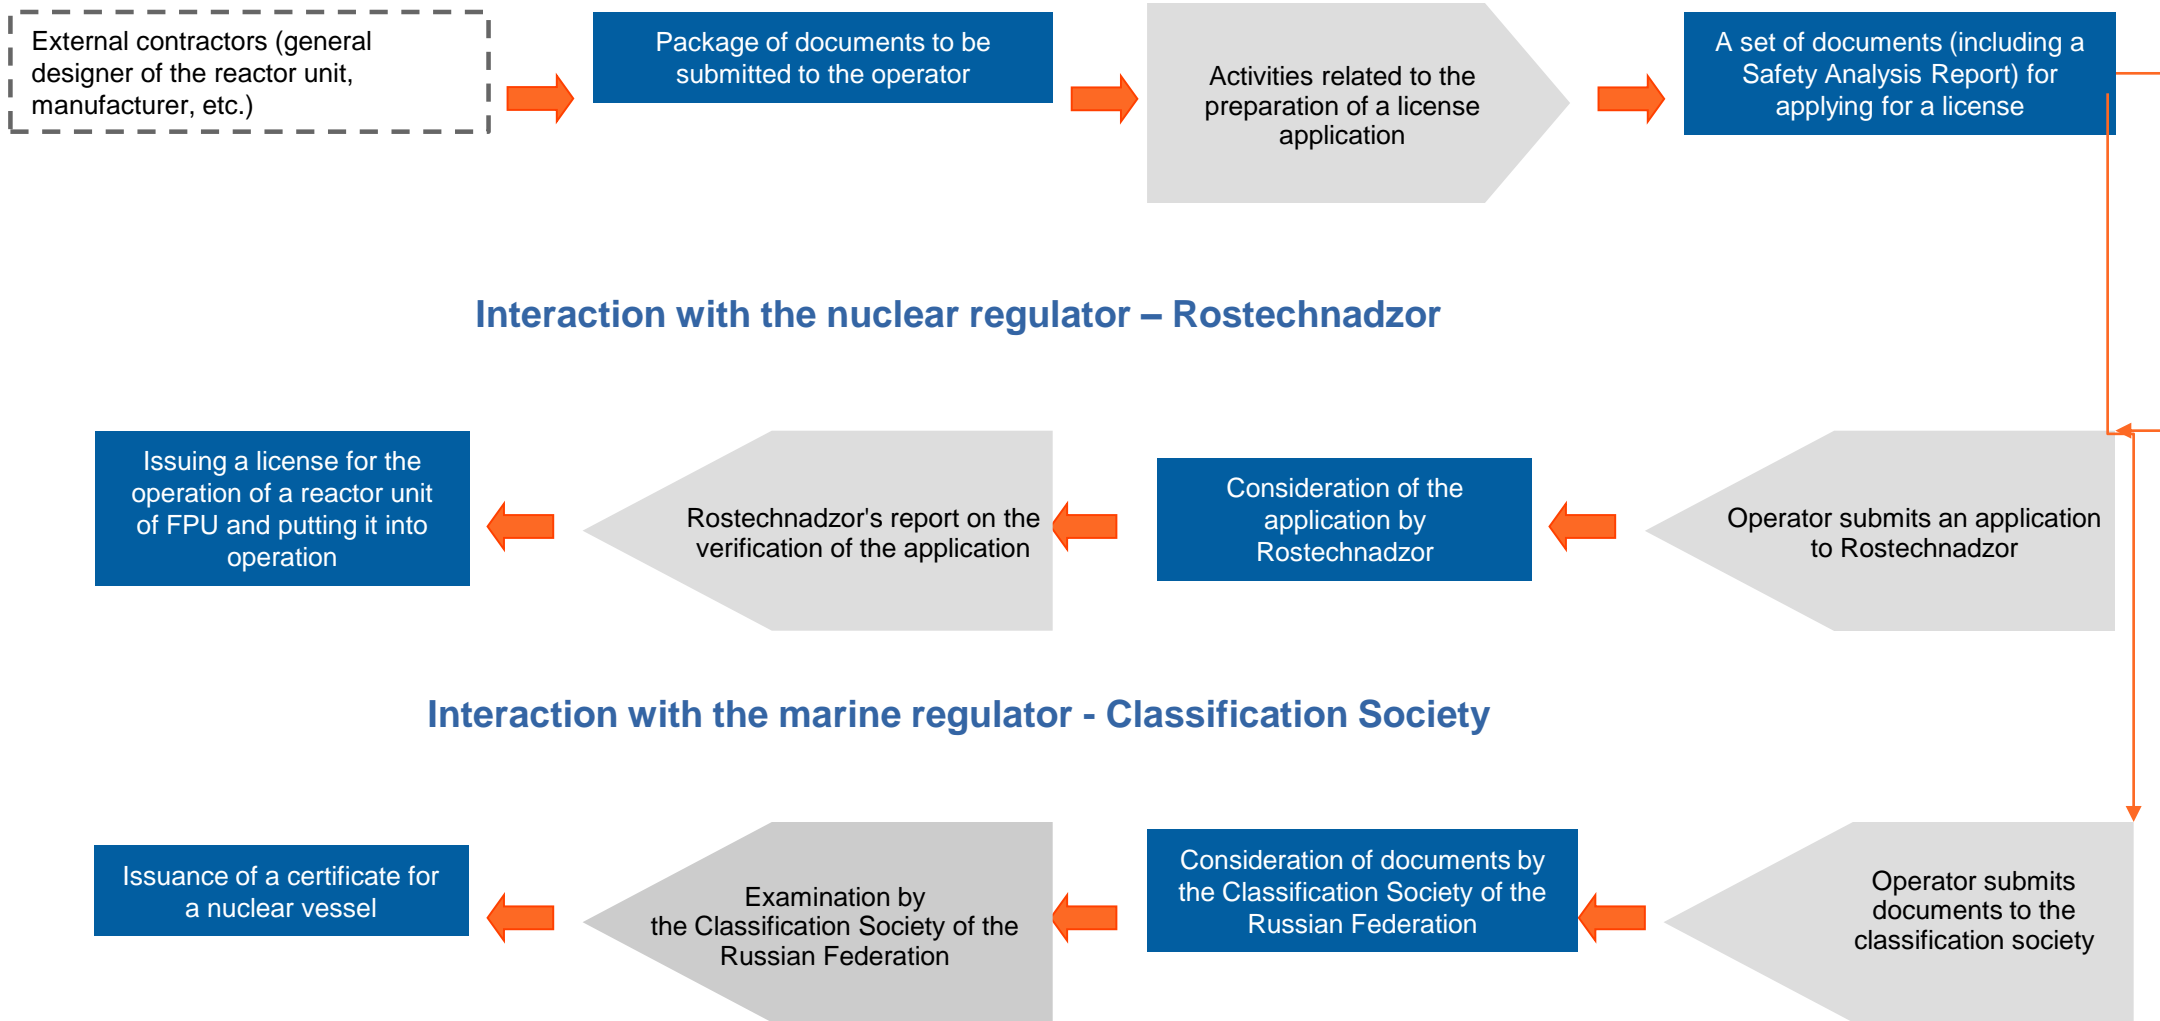 External contractors (general
designer of the reactor unit,
manufacturer, etc.)
Package of documents to be
submitted to the operator
Activities related to the
preparation of a license
application
A set of documents (including a
Safety Analysis Report) for
applying for a license
Interaction with the nuclear regulator – Rostechnadzor
Issuing a license for the
operation of a reactor unit
of FPU and putting it into
operation
Rostechnadzor's report on the
verification of the application
Consideration of the
application by
Rostechnadzor
Operator submits an application
to Rostechnadzor
Interaction with the marine regulator - Classification Society
Issuance of a certificate for
a nuclear vessel
Examination by
the Classification Society of the
Russian Federation
Consideration of documents by
the Classification Society of the
Russian Federation
Operator submits
documents to the
classification society